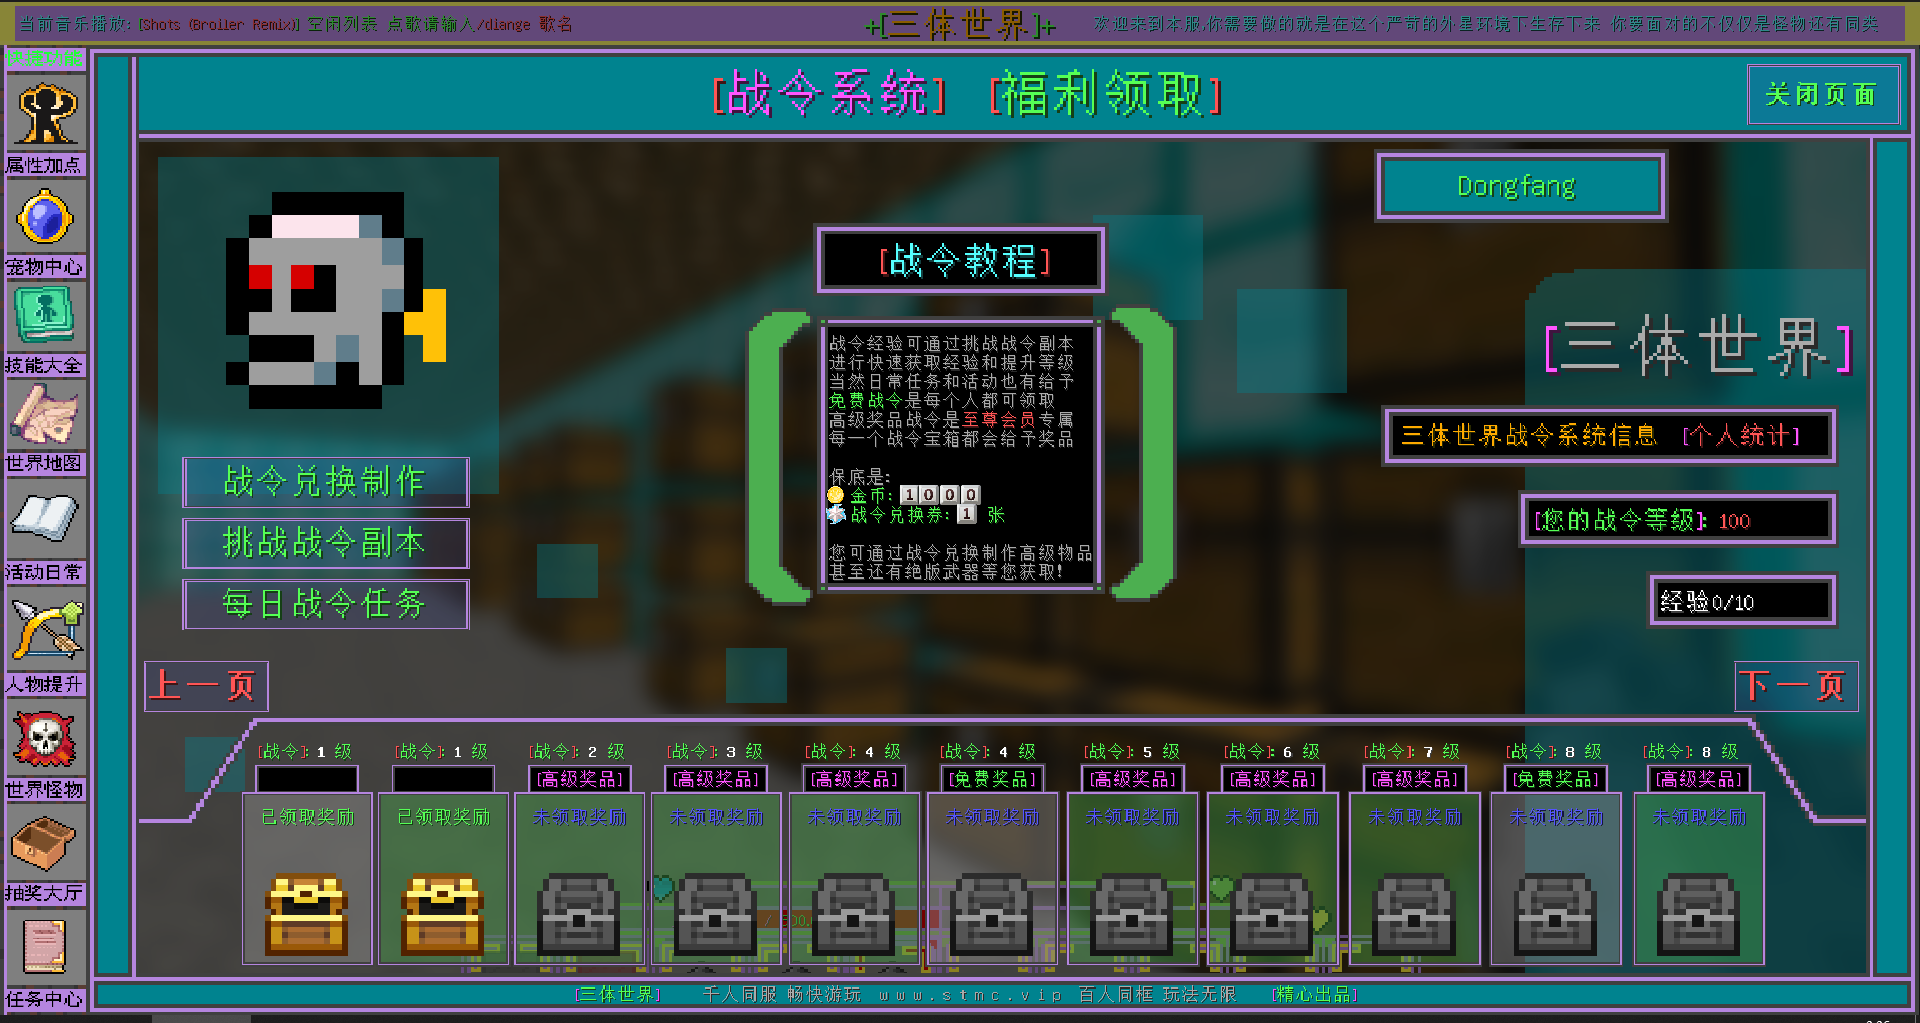 当前音乐播放: [Shots (Broiler Remix)] 空闲列表 点歌请输入/diange 歌名
+[三体世界]+
欢迎来到本服,你需要做的就是在这个严苛的外星环境下生存下来 你要面对的不仅仅是怪物还有同类
快捷功能
属性加点
宠物中心
技能大全
世界地图
活动日常
人物提升
世界怪物
抽奖大厅
任务中心
[战令系统] [福利领取]
关闭页面
Dongfang
[战令教程]
战令经验可通过挑战战令副本
进行快速获取经验和提升等级
当然日常任务和活动也有给予
免费战令是每个人都可领取
高级奖品战令是至尊会员专属
每一个战令宝箱都会给予奖品
保底是:
金币: 1000
战令兑换券: 1 张
您可通过战令兑换制作高级物品
甚至还有绝版武器等您获取!
战令兑换制作
挑战战令副本
每日战令任务
[三体世界]
三体世界战令系统信息 [个人统计]
[您的战令等级]: 100
经验0/10
上一页
下一页
[战令]: 1 级
[战令]: 1 级
[战令]: 2 级
[战令]: 3 级
[战令]: 4 级
[战令]: 4 级
[战令]: 5 级
[战令]: 6 级
[战令]: 7 级
[战令]: 8 级
[战令]: 8 级
[高级奖品]
[高级奖品]
[高级奖品]
[免费奖品]
[高级奖品]
[高级奖品]
[高级奖品]
[免费奖品]
[高级奖品]
已领取奖励
已领取奖励
未领取奖励
未领取奖励
未领取奖励
未领取奖励
未领取奖励
未领取奖励
未领取奖励
未领取奖励
未领取奖励
[三体世界] 千人同服 畅快游玩 www.stmc.vip 百人同框 玩法无限 [精心出品]